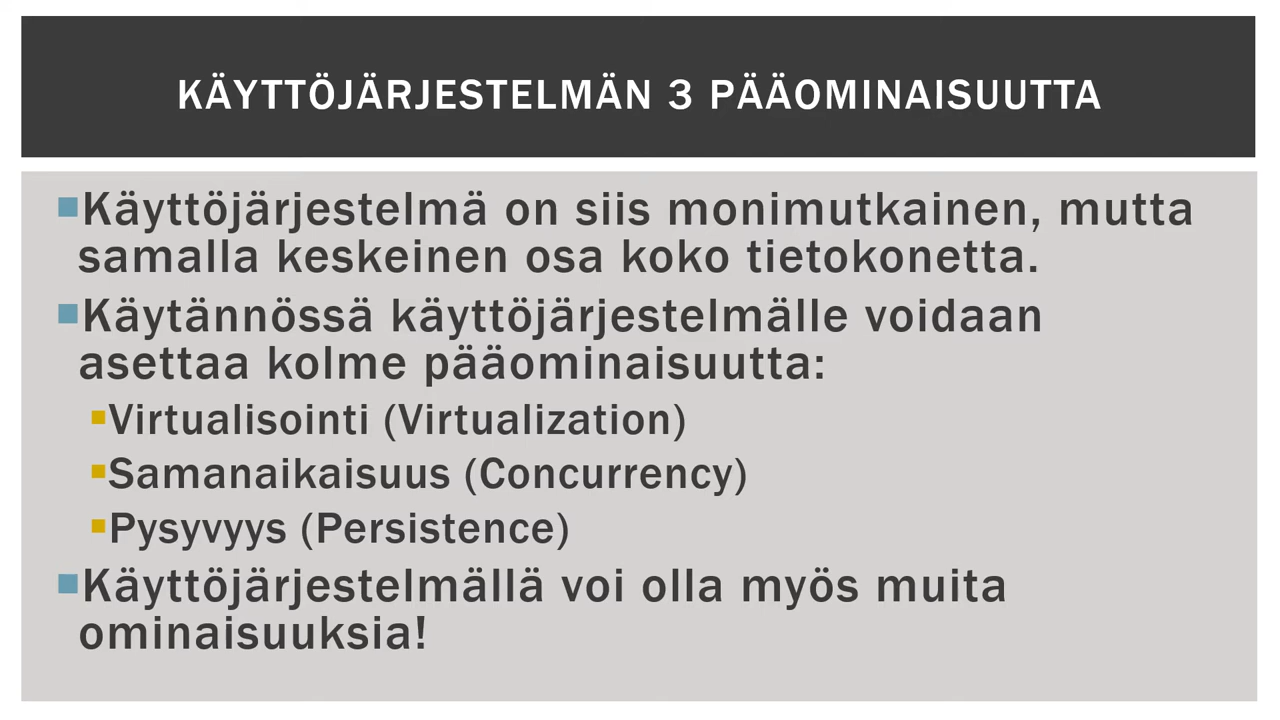 KÄYTTÖJÄRJESTELMÄN 3 PÄÄOMINAISUUTTA
Käyttöjärjestelmä on siis monimutkainen, mutta
samalla keskeinen osa koko tietokonetta.
Käytännössä käyttöjärjestelmälle voidaan
asettaa kolme pääominaisuutta:
Virtualisointi (Virtualization)
Samanaikaisuus (Concurrency)
Pysyvyys (Persistence)
Käyttöjärjestelmällä voi olla myös muita
ominaisuuksia!